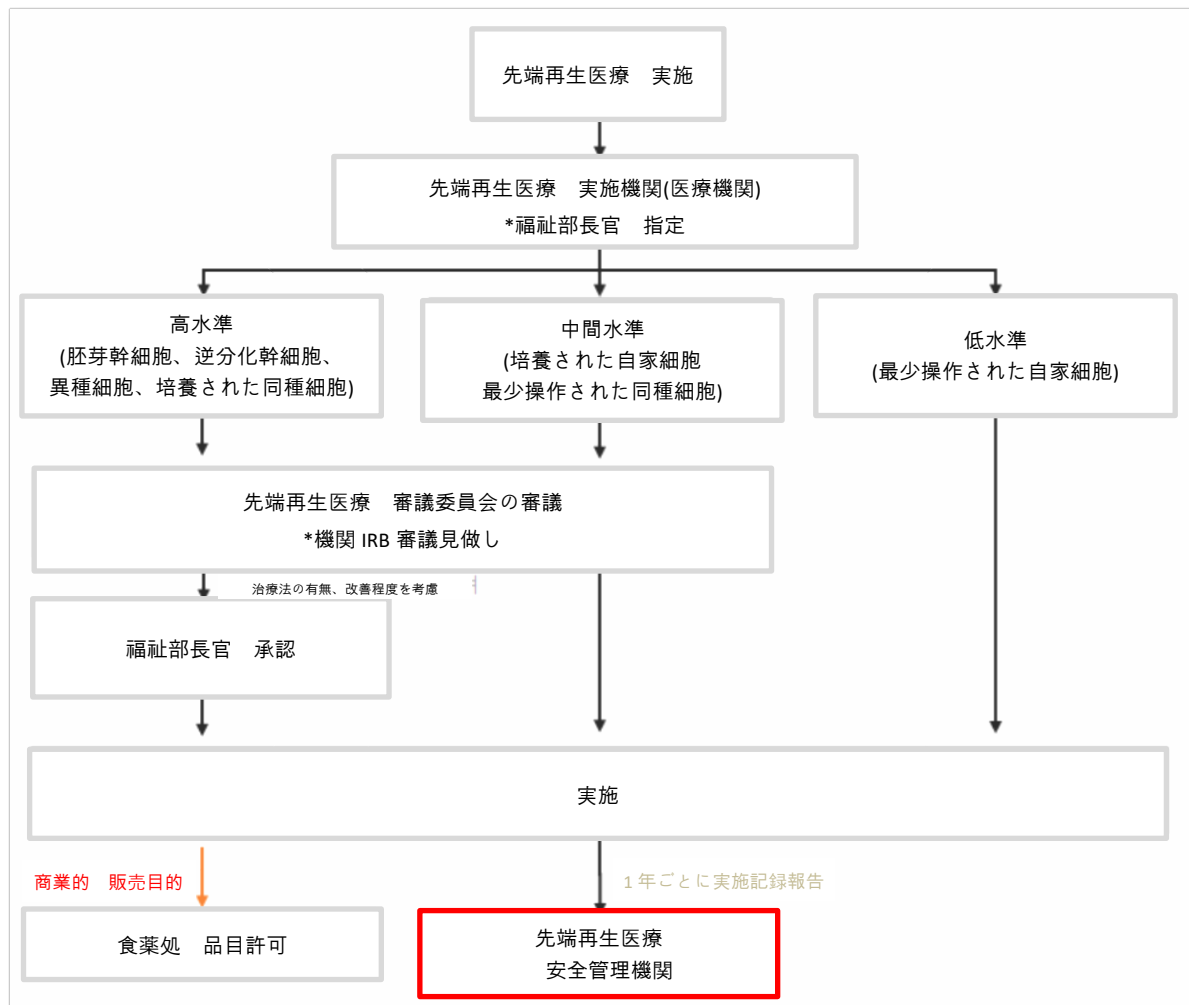 先端再生医療　実施
先端再生医療　実施機関(医療機関)
*福祉部長官　指定
高水準
(胚芽幹細胞、逆分化幹細胞、
異種細胞、培養された同種細胞)
中間水準
(培養された自家細胞
最少操作された同種細胞)
低水準
(最少操作された自家細胞)
先端再生医療　審議委員会の審議
*機関 IRB 審議見做し
治療法の有無、改善程度を考慮
福祉部長官　承認
実施
商業的　販売目的
1 年ごとに実施記録報告
食薬処　品目許可
先端再生医療
安全管理機関